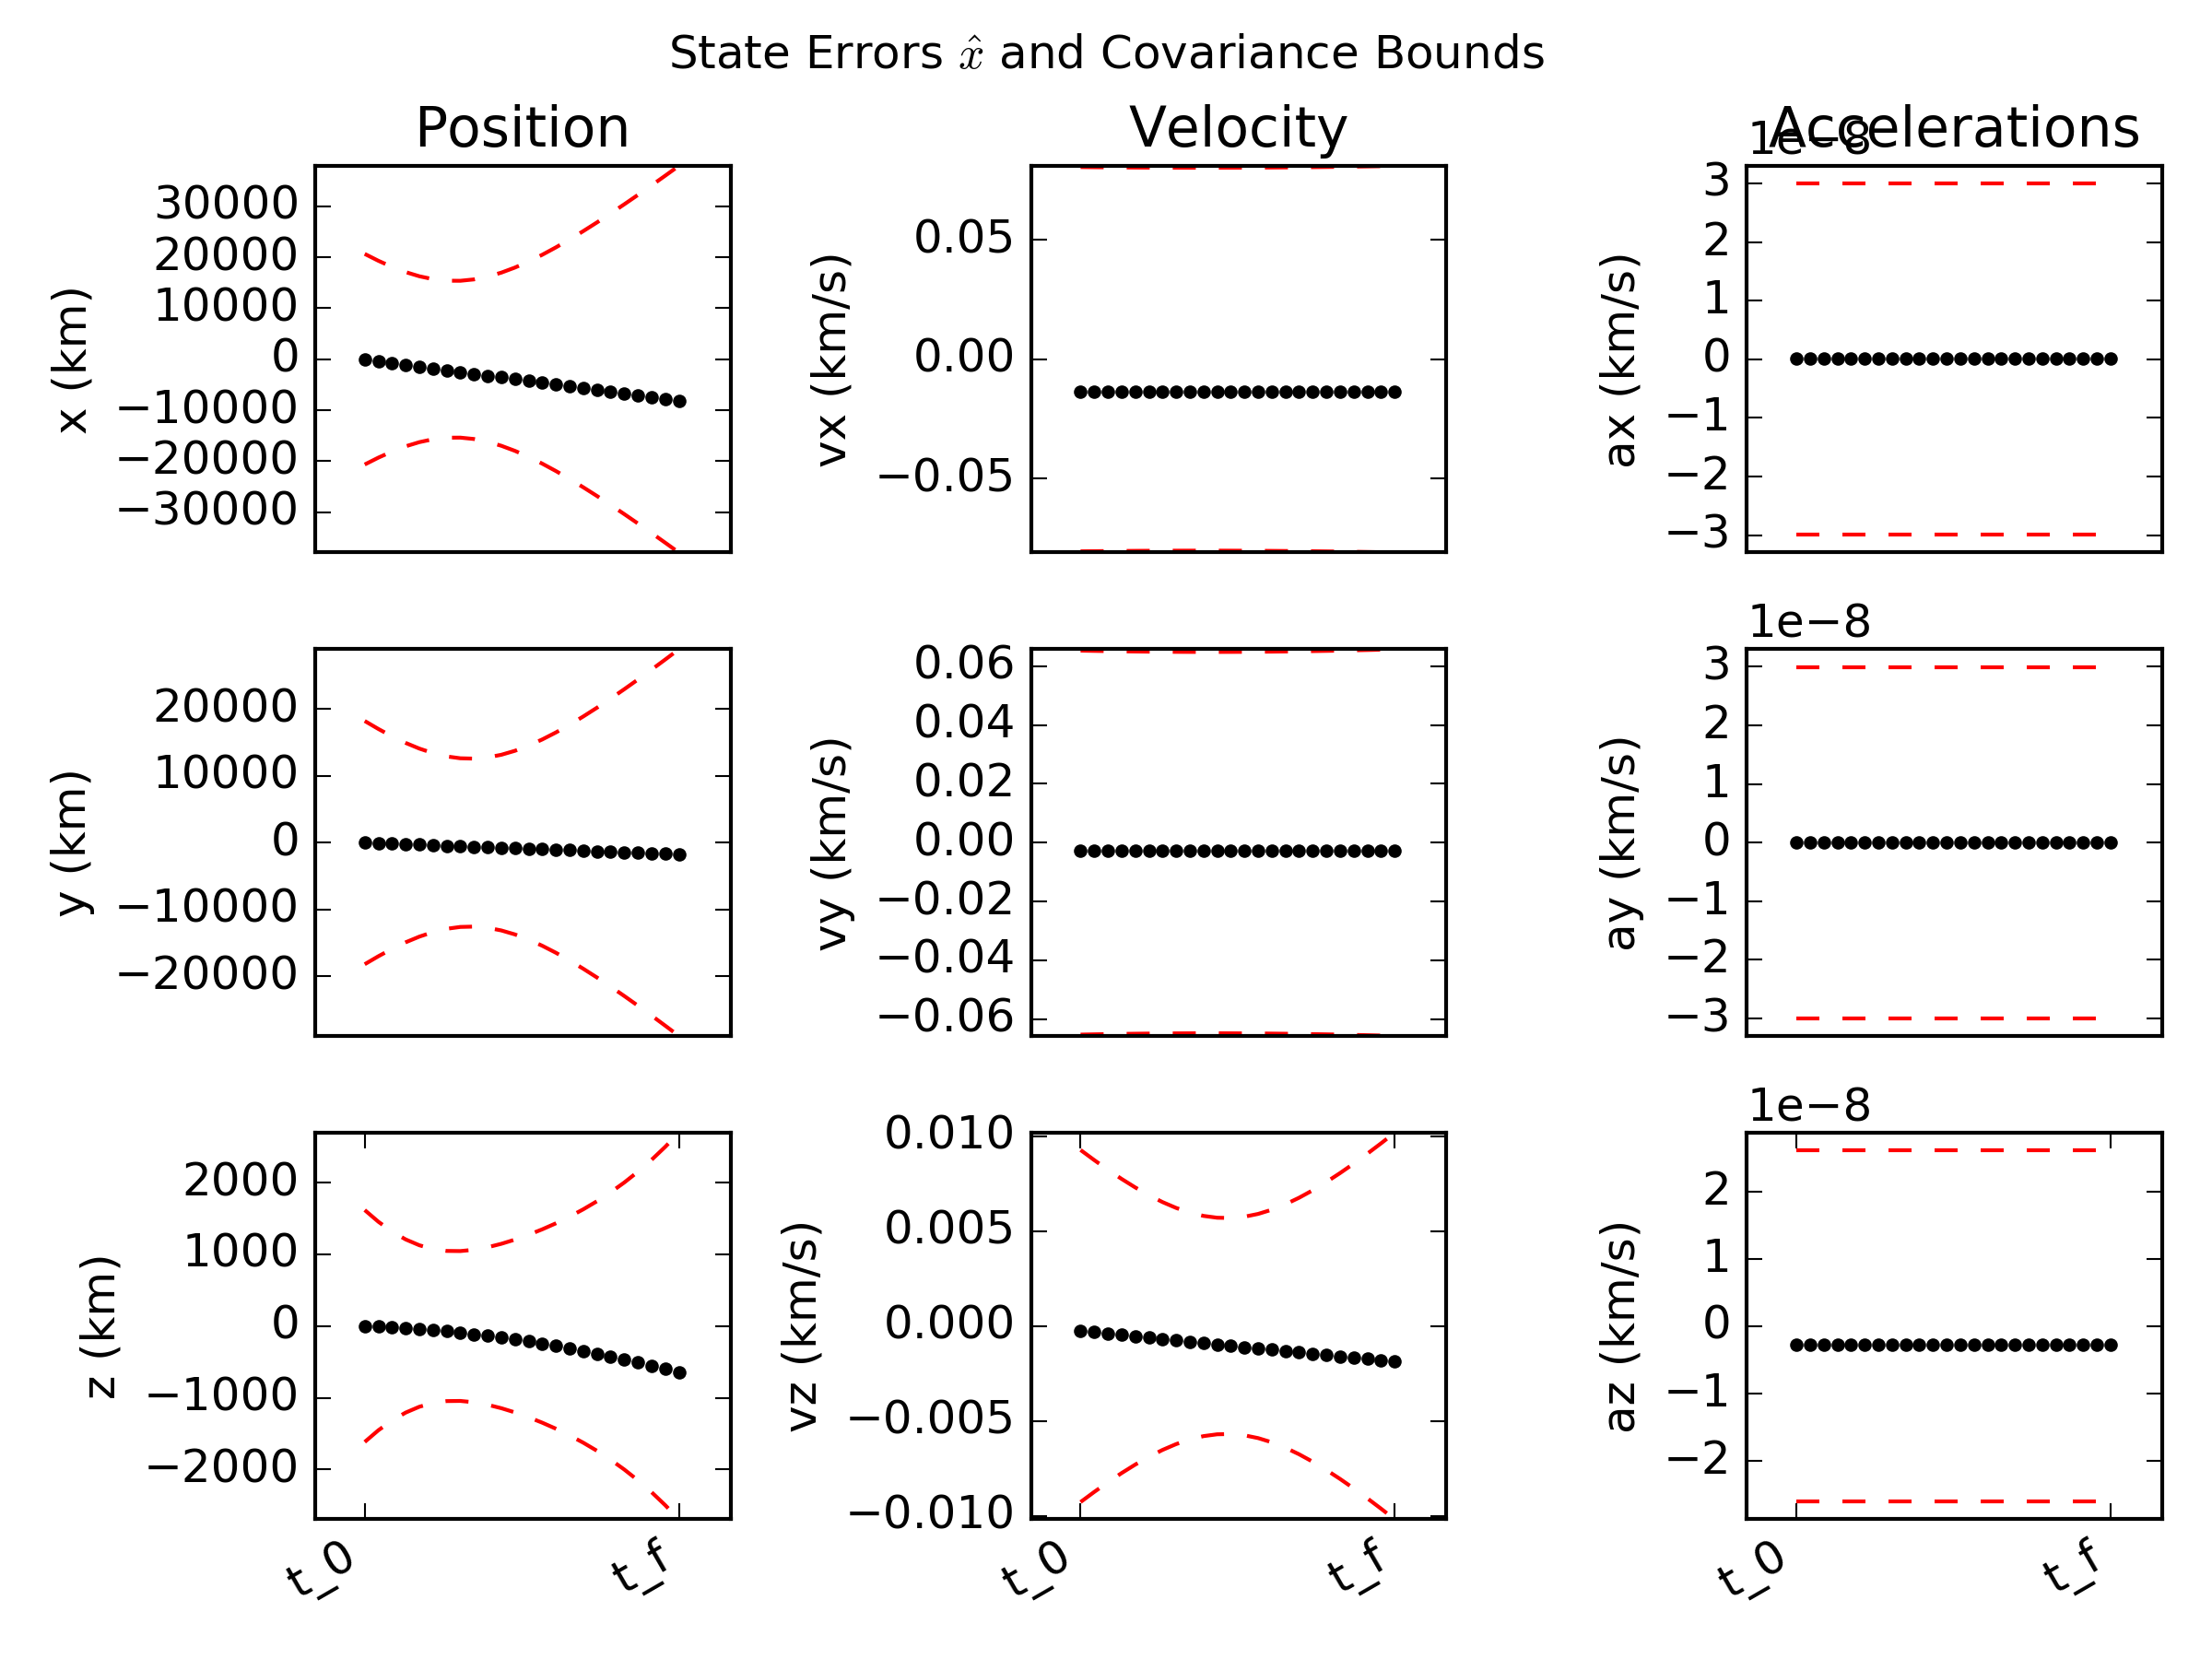 State Errors x̂ and Covariance Bounds
Position
Velocity
Accelerations
1e−8
x (km)
30000
20000
10000
0
−10000
−20000
−30000
vx (km/s)
0.05
0.00
−0.05
ax (km/s)
3
2
1
0
−1
−2
−3
y (km)
20000
10000
0
−10000
−20000
vy (km/s)
0.06
0.04
0.02
0.00
−0.02
−0.04
−0.06
1e−8
ay (km/s)
3
2
1
0
−1
−2
−3
z (km)
2000
1000
0
−1000
−2000
t_0
t_f
vz (km/s)
0.010
0.005
0.000
−0.005
−0.010
t_0
t_f
1e−8
az (km/s)
2
1
0
−1
−2
t_0
t_f